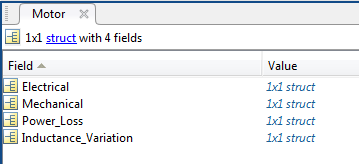 Motor
1x1 struct with 4 fields
Field Value
Electrical 1x1 struct
Mechanical 1x1 struct
Power_Loss 1x1 struct
Inductance_Variation 1x1 struct